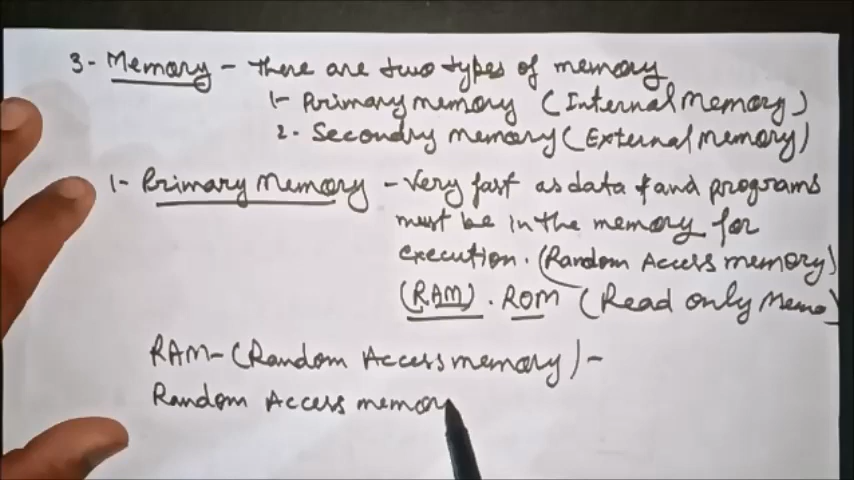 3- Memory - There are two types of memory
1- Primary memory (Internal Memory)
2- Secondry memory (External Memory)
1- Primary Memory - Very fast as data & and programs
must be in the memory for
execution. (Random Access memory)
(RAM). ROM (Read only Memo
RAM- (Random Access memory) -
Random Access memor